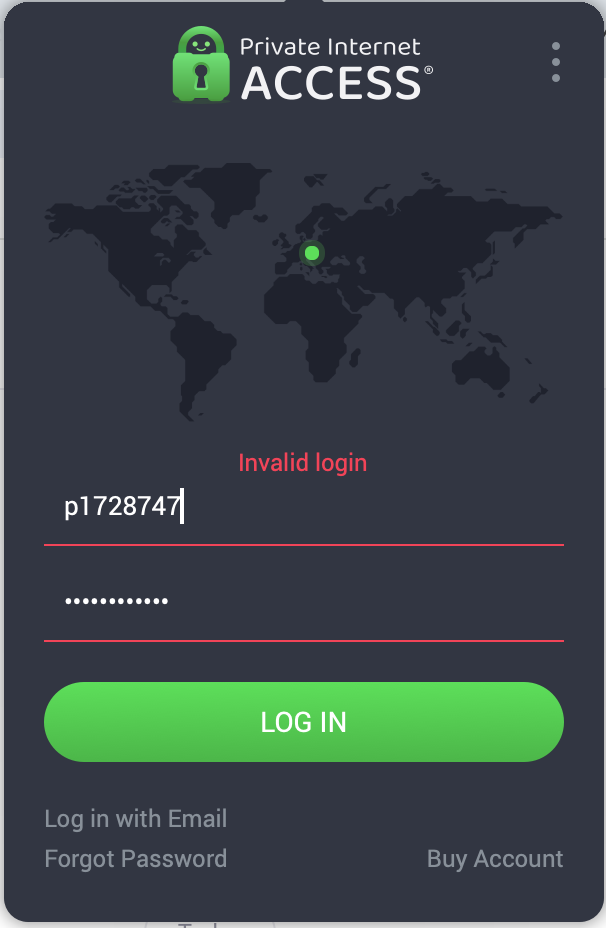 Private Internet
ACCESS®
Invalid login
p1728747
••••••••••••
LOG IN
Log in with Email
Forgot Password
Buy Account